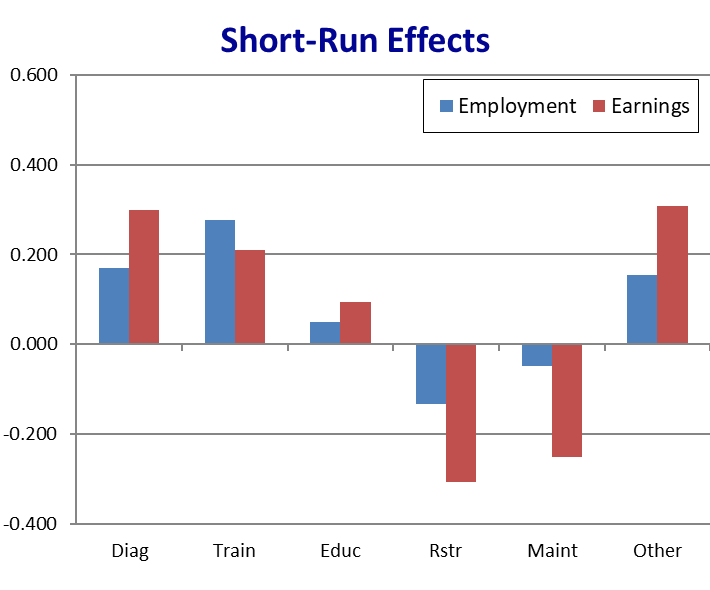 Short-Run Effects
0.600
Employment Earnings
0.400
0.200
0.000
-0.200
-0.400
Diag Train Educ Rstr Maint Other